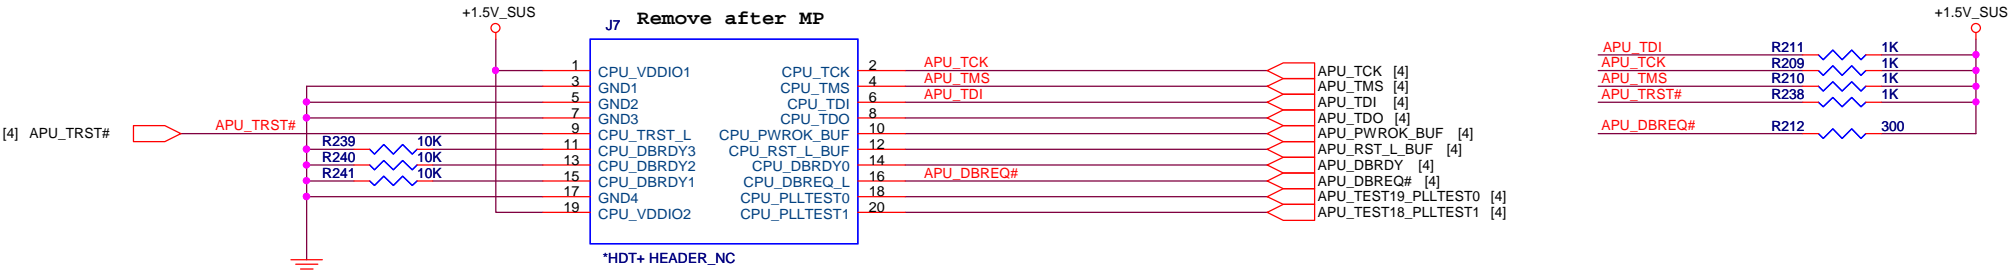 +1.5V_SUS
J7 Remove after MP
+1.5V_SUS
1 CPU_VDDIO1 CPU_TCK 2 APU_TCK APU_TCK [4]
3 GND1 CPU_TMS 4 APU_TMS APU_TMS [4]
5 GND2 CPU_TDI 6 APU_TDI APU_TDI [4]
7 GND3 CPU_TDO 8 APU_TDO [4]
[4] APU_TRST# APU_TRST# 9 CPU_TRST_L CPU_PWROK_BUF 10 APU_PWROK_BUF [4]
R239 10K 11 CPU_DBRDY3 CPU_RST_L_BUF 12 APU_RST_L_BUF [4]
R240 10K 13 CPU_DBRDY2 CPU_DBRDY0 14 APU_DBRDY [4]
R241 10K 15 CPU_DBRDY1 CPU_DBREQ_L 16 APU_DBREQ# APU_DBREQ# [4]
17 GND4 CPU_PLLTEST0 18 APU_TEST19_PLLTEST0 [4]
19 CPU_VDDIO2 CPU_PLLTEST1 20 APU_TEST18_PLLTEST1 [4]
*HDT+ HEADER_NC
APU_TDI R211 1K
APU_TCK R209 1K
APU_TMS R210 1K
APU_TRST# R238 1K
APU_DBREQ# R212 300